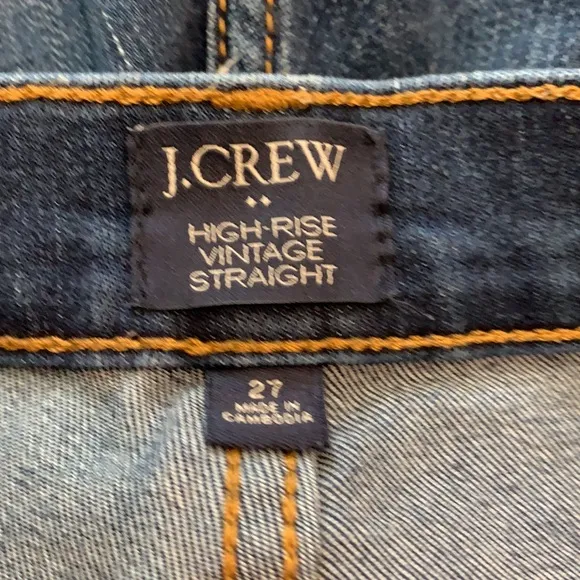 J.CREW
HIGH-RISE
VINTAGE
STRAIGHT
27
MADE IN
CAMBODIA